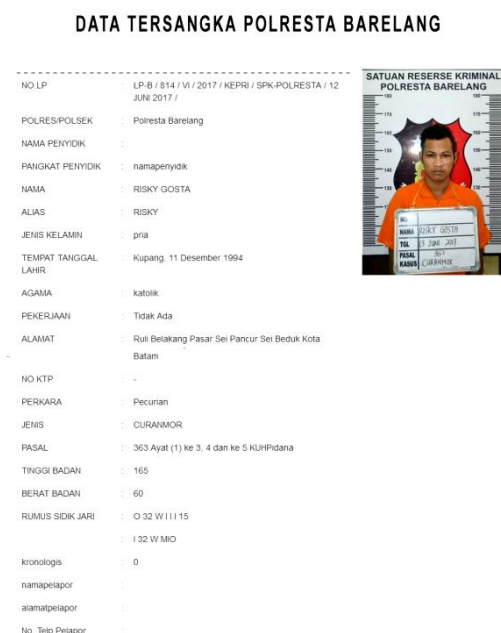 DATA TERSANGKA POLRESTA BARELANG
NO.LP : LP-B / 814 / VI / 2017 / KEPRI / SPK-POLRESTA / 12
JUNI 2017 /
POLRES/POLSEK : Polresta Barelang
NAMA PENYIDIK :
PANGKAT PENYIDIK : namapenyidik
NAMA : RISKY GOSTA
ALIAS : RISKY
JENIS KELAMIN : pria
TEMPAT TANGGAL : Kupang, 11 Desember 1994
LAHIR
AGAMA : katolik
PEKERJAAN : Tidak Ada
ALAMAT : Ruli Belakang Pasar Sei Pancur Sei Beduk Kota
Batam
NO KTP : -
PERKARA : Pecurian
JENIS : CURANMOR
PASAL : 363 Ayat (1) ke 3, 4 dan ke 5 KUHPidana
TINGGI BADAN : 165
BERAT BADAN : 60
RUMUS SIDIK JARI : O 32 W I I I 15
: I 32 W MIO
kronologis : 0
namapelapor :
alamatpelapor :
No. Telp Pelapor :
SATUAN RESERSE KRIMINAL
POLRESTA BARELANG
NO
NAMA RISKY GOSTA
TGL 13 JUNI
PASAL 363
KASUS CURANMOR